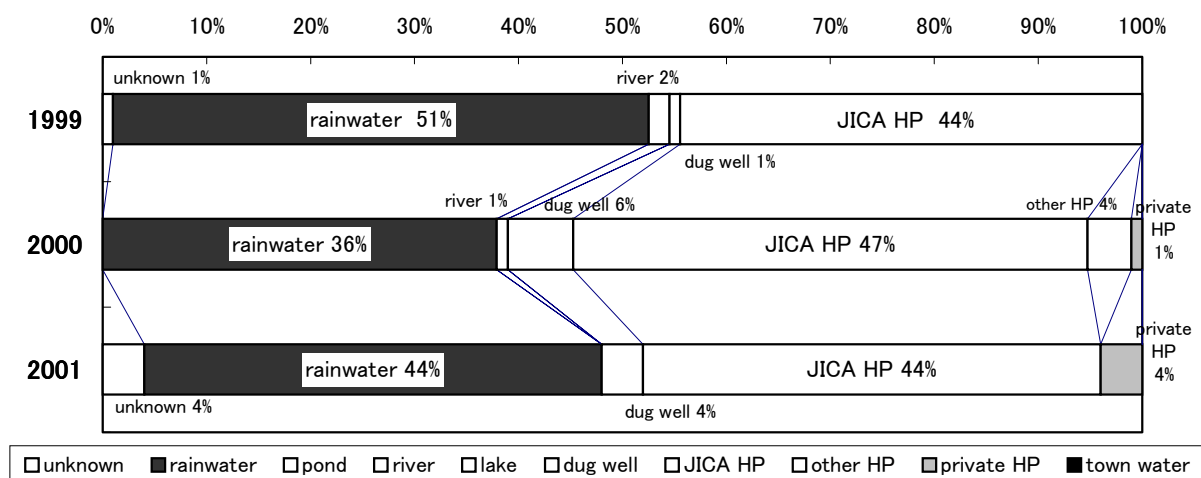 0% 10% 20% 30% 40% 50% 60% 70% 80% 90% 100%
unknown 1% river 2%
1999 rainwater 51% JICA HP 44%
dug well 1%
river 1% dug well 6% other HP 4% private HP 1%
2000 rainwater 36% JICA HP 47%
private HP 4%
2001 rainwater 44% JICA HP 44%
unknown 4% dug well 4%
unknown rainwater pond river lake dug well JICA HP other HP private HP town water